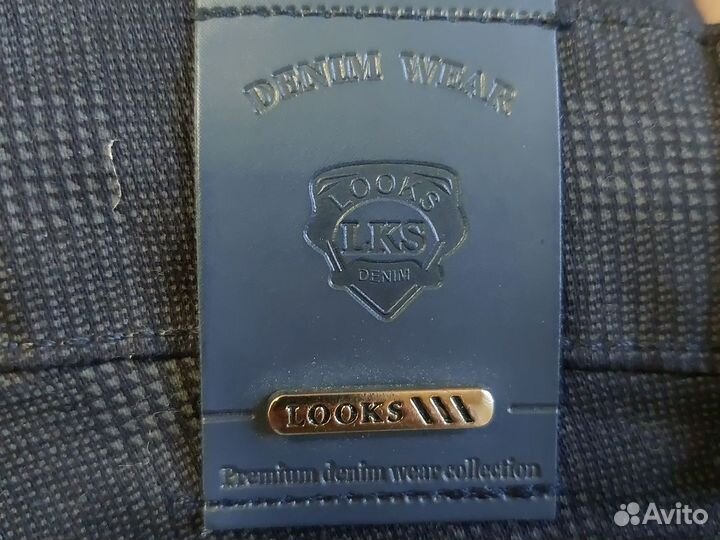 DENIM WEAR
LOOKS
LKS
DENIM
LOOKS
Premium denim wear collection
Avito